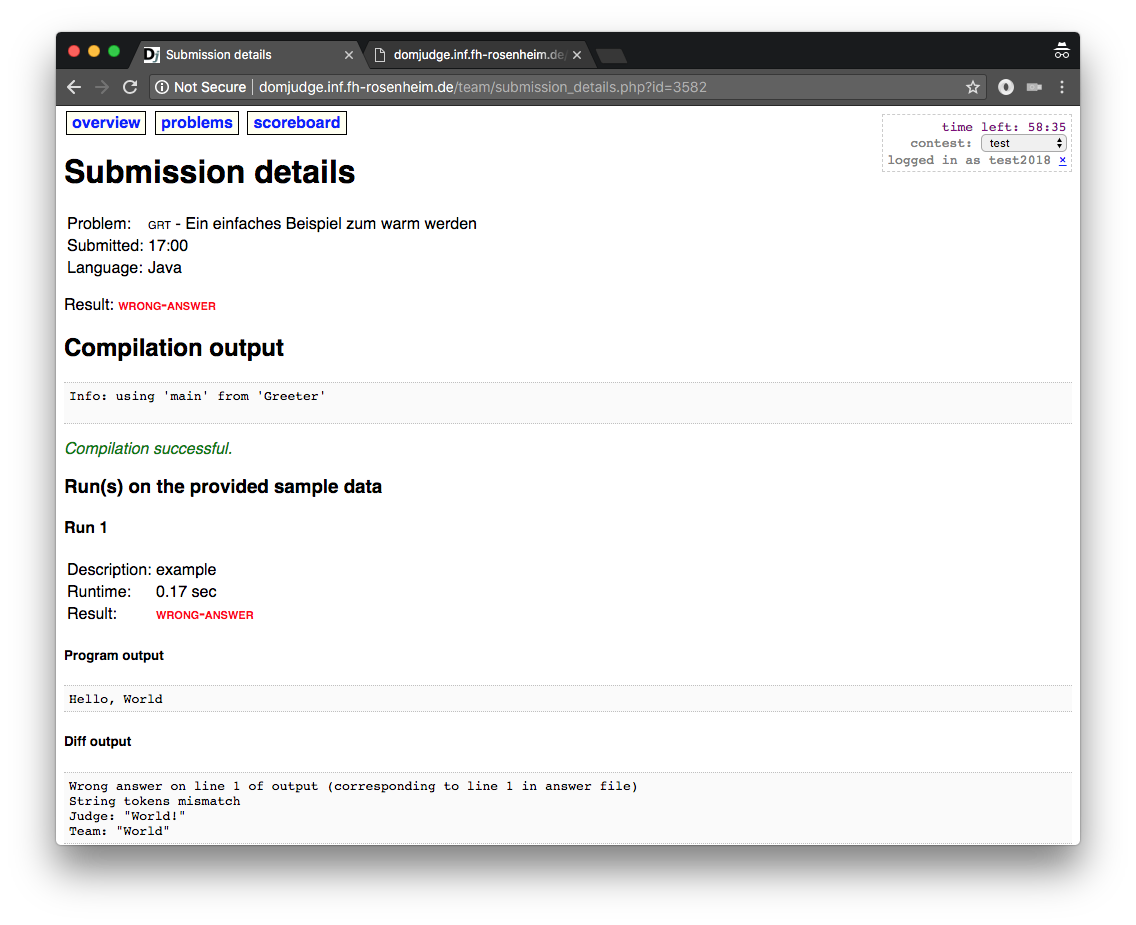 Submission details
domjudge.inf.fh-rosenheim.de/
Not Secure domjudge.inf.fh-rosenheim.de/team/submission_details.php?id=3582
overview problems scoreboard
time left: 58:35
contest: test
logged in as test2018 ×
Submission details
Problem: GRT - Ein einfaches Beispiel zum warm werden
Submitted: 17:00
Language: Java
Result: WRONG-ANSWER
Compilation output
Info: using 'main' from 'Greeter'
Compilation successful.
Run(s) on the provided sample data
Run 1
Description: example
Runtime: 0.17 sec
Result: WRONG-ANSWER
Program output
Hello, World
Diff output
Wrong answer on line 1 of output (corresponding to line 1 in answer file)
String tokens mismatch
Judge: "World!"
Team: "World"